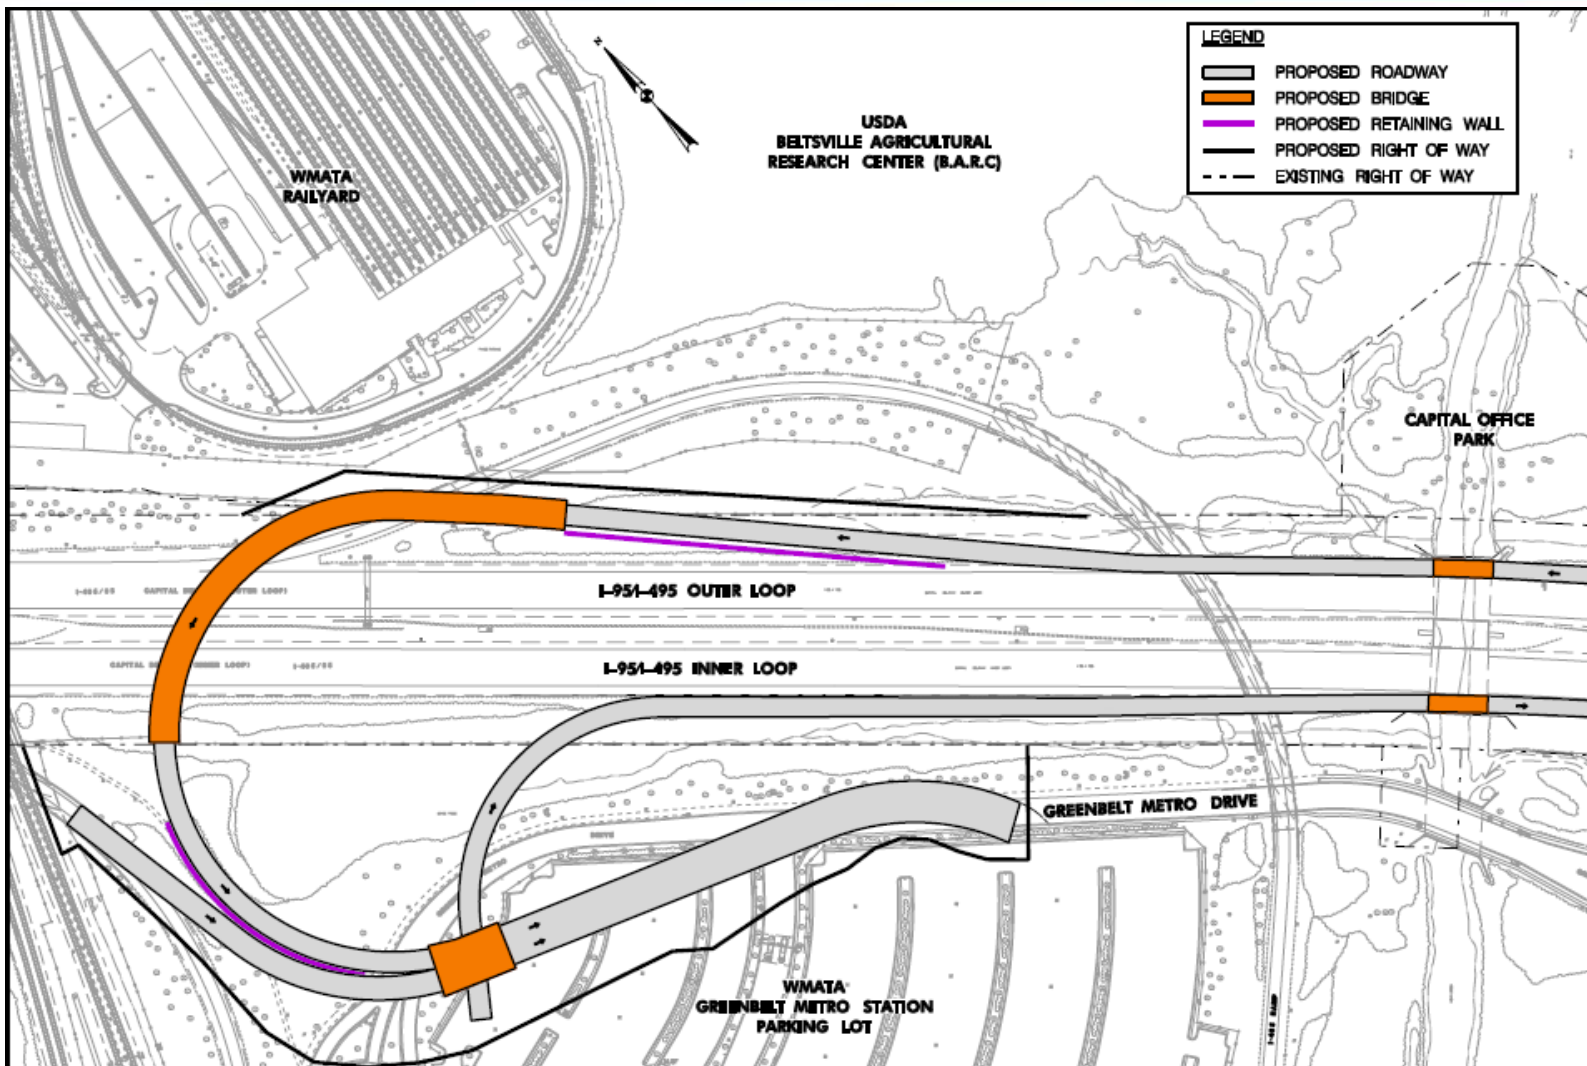 LEGEND
PROPOSED ROADWAY
PROPOSED BRIDGE
PROPOSED RETAINING WALL
PROPOSED RIGHT OF WAY
EXISTING RIGHT OF WAY
N
USDA
BELTSVILLE AGRICULTURAL
RESEARCH CENTER (B.A.R.C)
WMATA
RAILYARD
CAPITAL OFFICE
PARK
I-95/I-495 OUTER LOOP
I-95/I-495 INNER LOOP
GREENBELT METRO DRIVE
WMATA
GREENBELT METRO STATION
PARKING LOT